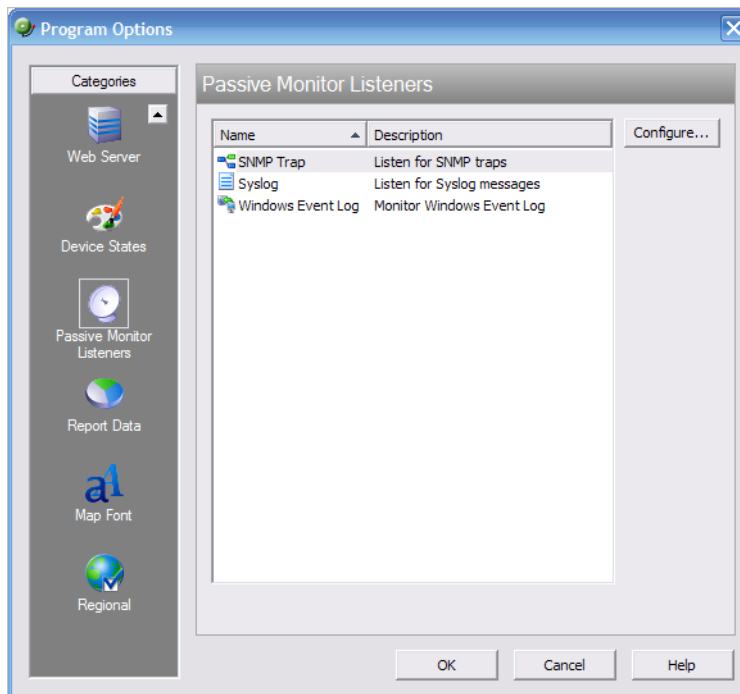 Program Options
Categories
Web Server
Device States
Passive Monitor
Listeners
Report Data
Map Font
Regional
Passive Monitor Listeners
Name Description
SNMP Trap Listen for SNMP traps
Syslog Listen for Syslog messages
Windows Event Log Monitor Windows Event Log
Configure...
OK Cancel Help